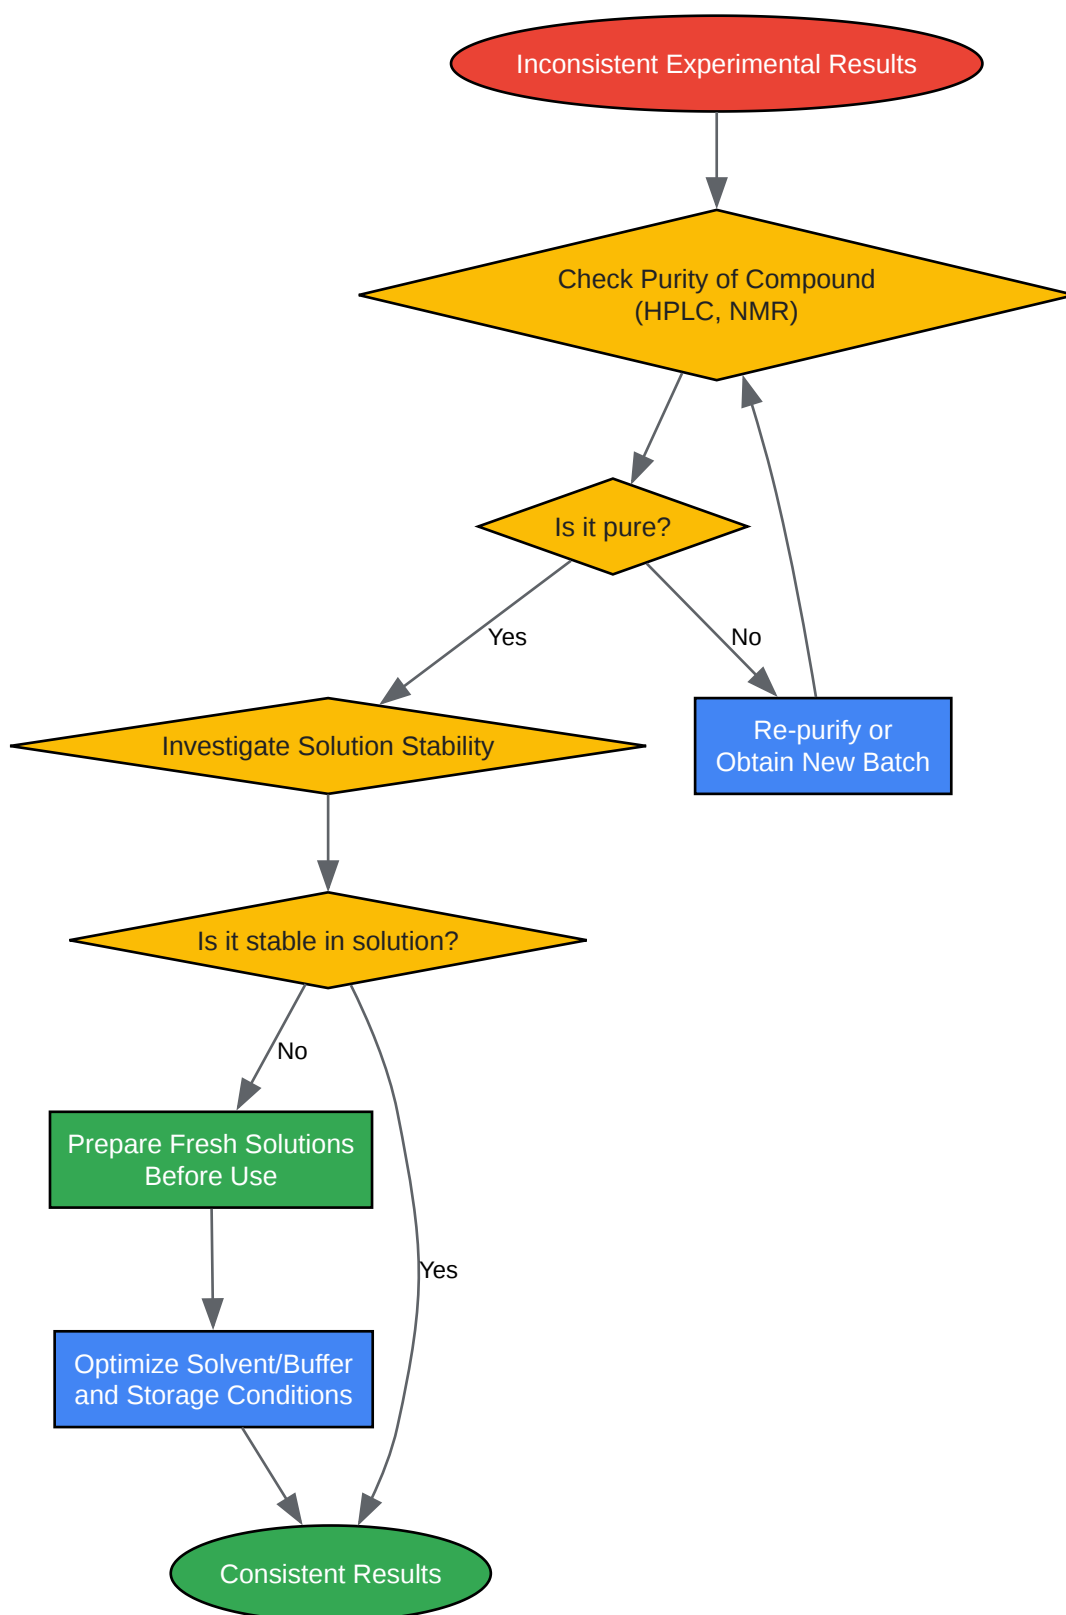 Inconsistent Experimental Results
Check Purity of Compound
(HPLC, NMR)
Is it pure?
Yes
No
Investigate Solution Stability
Re-purify or
Obtain New Batch
Is it stable in solution?
No
Prepare Fresh Solutions
Before Use
Yes
Optimize Solvent/Buffer
and Storage Conditions
Consistent Results